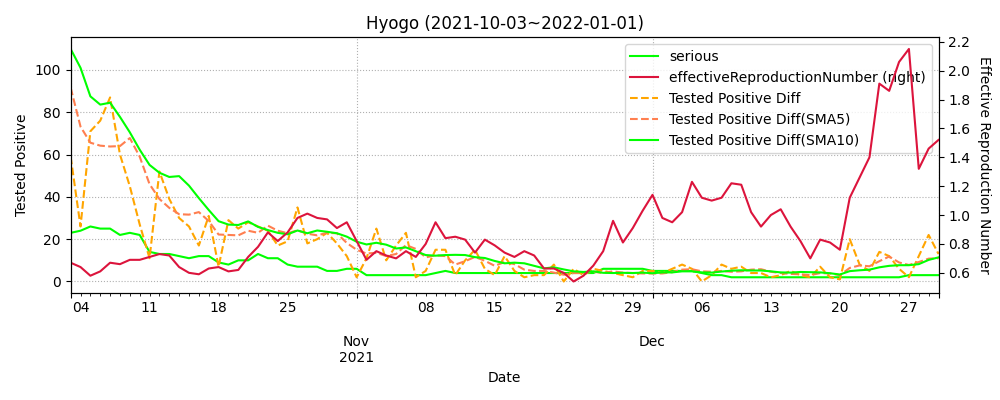 Hyogo (2021-10-03~2022-01-01)
serious
effectiveReproductionNumber (right)
Tested Positive Diff
Tested Positive Diff(SMA5)
Tested Positive Diff(SMA10)
Tested Positive
100
80
60
40
20
0
2.2
2.0
1.8
1.6
1.4
1.2
1.0
0.8
0.6
Effective Reproduction Number
04 11 18 25 08 15 22 29 06 13 20 27
Nov Dec
2021
Date